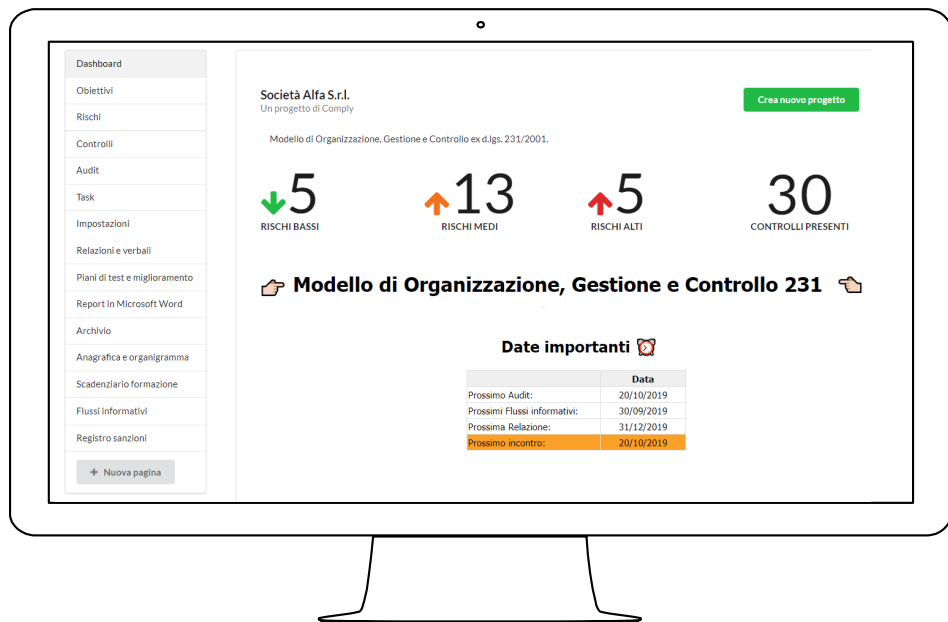 Dashboard
Obiettivi
Rischi
Controlli
Audit
Task
Impostazioni
Relazioni e verbali
Piani di test e miglioramento
Report in Microsoft Word
Archivio
Anagrafica e organigramma
Scadenziario formazione
Flussi informativi
Registro sanzioni
+ Nuova pagina
Società Alfa S.r.l.
Un progetto di Comply
Crea nuovo progetto
Modello di Organizzazione, Gestione e Controllo ex d.lgs. 231/2001.
5 13 5 30
RISCHI BASSI RISCHI MEDI RISCHI ALTI CONTROLLI PRESENTI
Modello di Organizzazione, Gestione e Controllo 231
Date importanti
Data
Prossimo Audit: 20/10/2019
Prossimi Flussi informativi: 30/09/2019
Prossima Relazione: 31/12/2019
Prossimo incontro: 20/10/2019